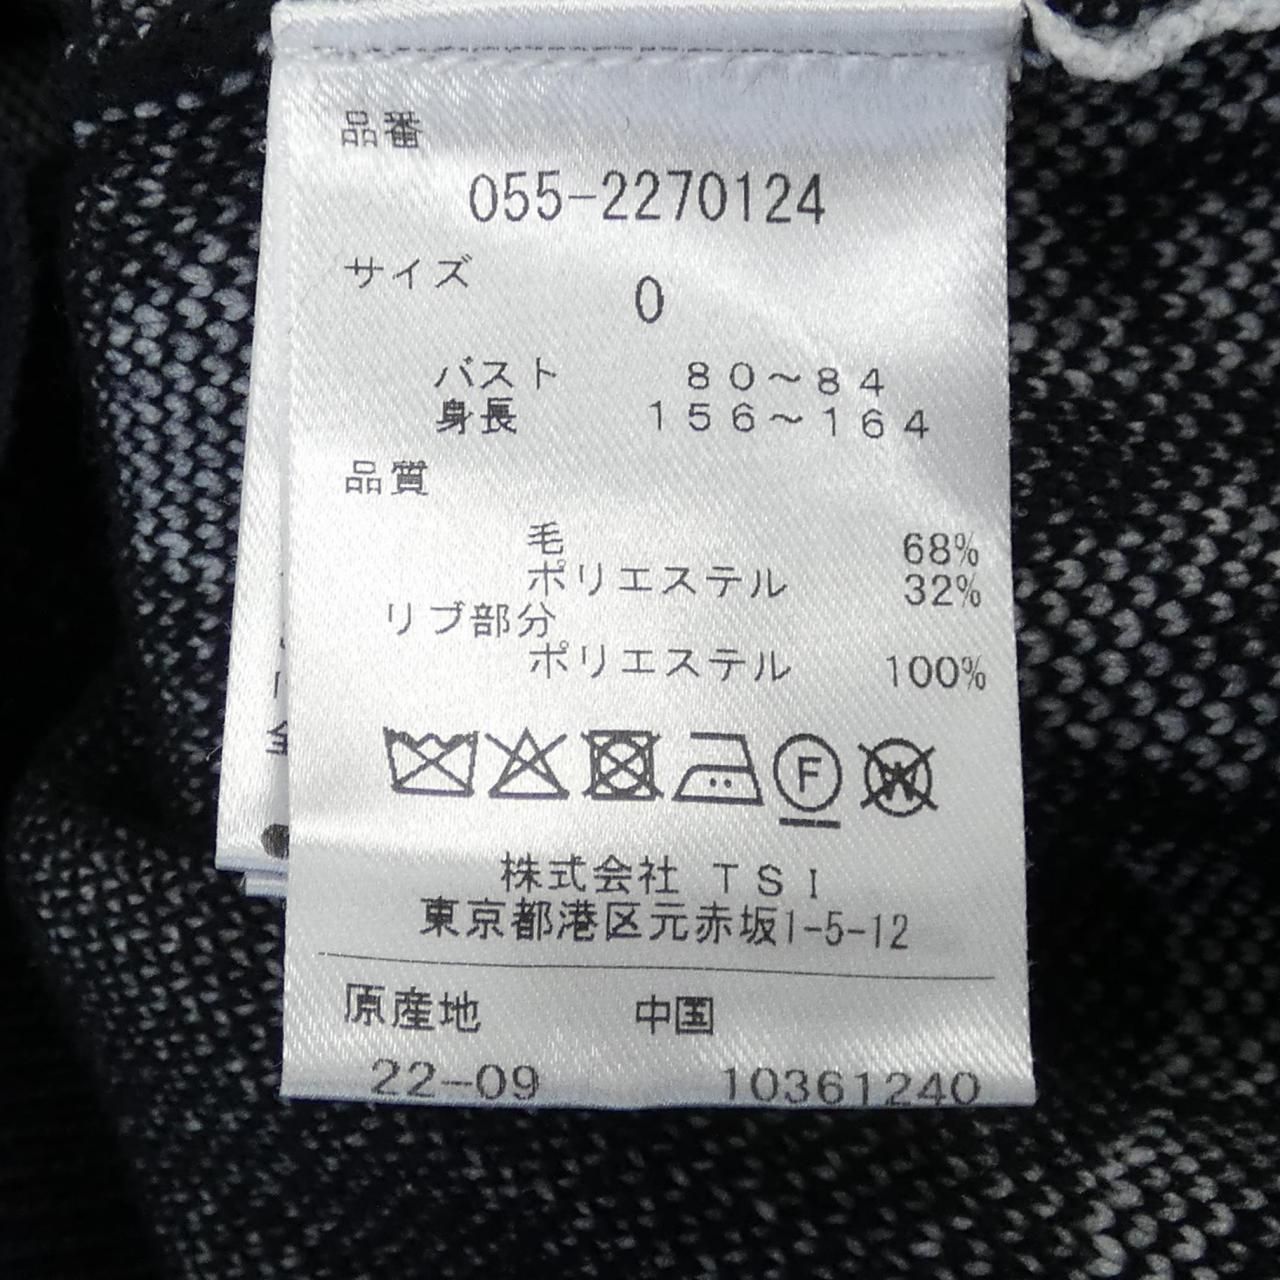 品番
055-2270124
サイズ
0
バスト 80～84
身長 156～164
品質
毛 68%
ポリエステル 32%
リブ部分
ポリエステル 100%
F
W
株式会社 TSI
東京都港区元赤坂1-5-12
原産地 中国
22-09 10361240
全